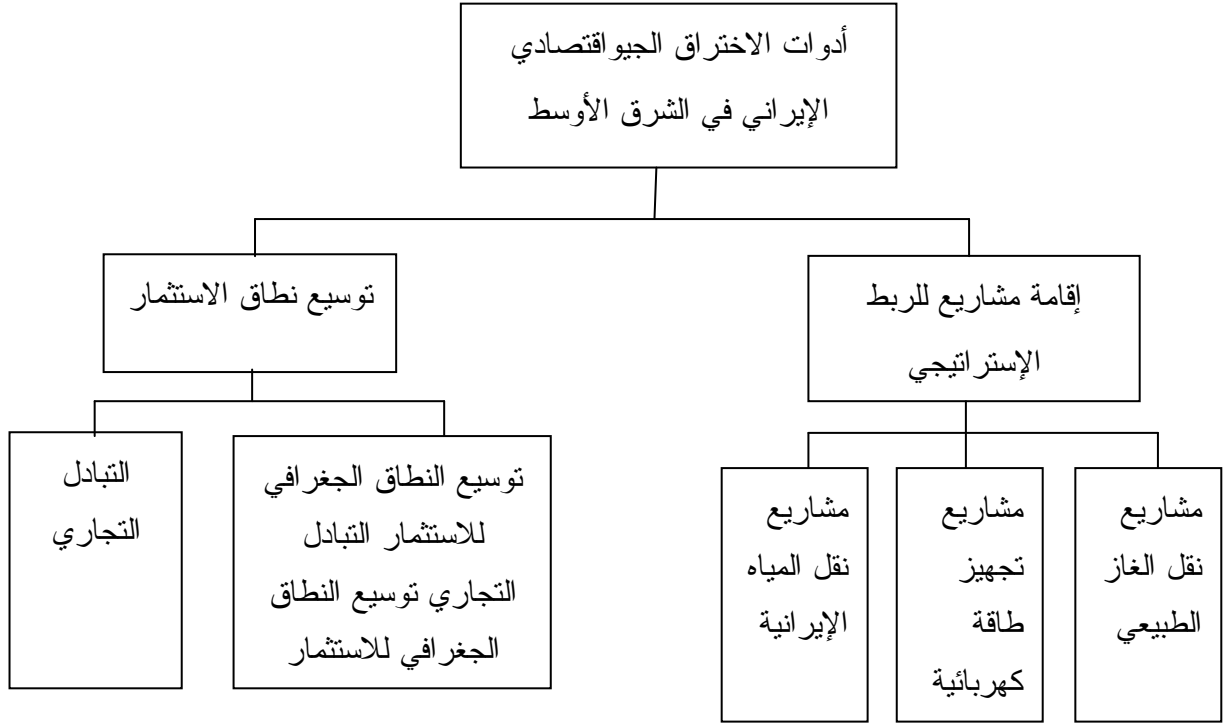 أدوات الاختراق الجيواقتصادي
الإيراني في الشرق الأوسط
إقامة مشاريع للربط
الإستراتيجي
توسيع نطاق الاستثمار
مشاريع
نقل الغاز
الطبيعي
مشاريع
تجهيز
طاقة
كهربائية
مشاريع
نقل المياه
الإيرانية
توسيع النطاق الجغرافي
للاستثمار التبادل
التجاري توسيع النطاق
الجغرافي للاستثمار
التبادل
التجاري